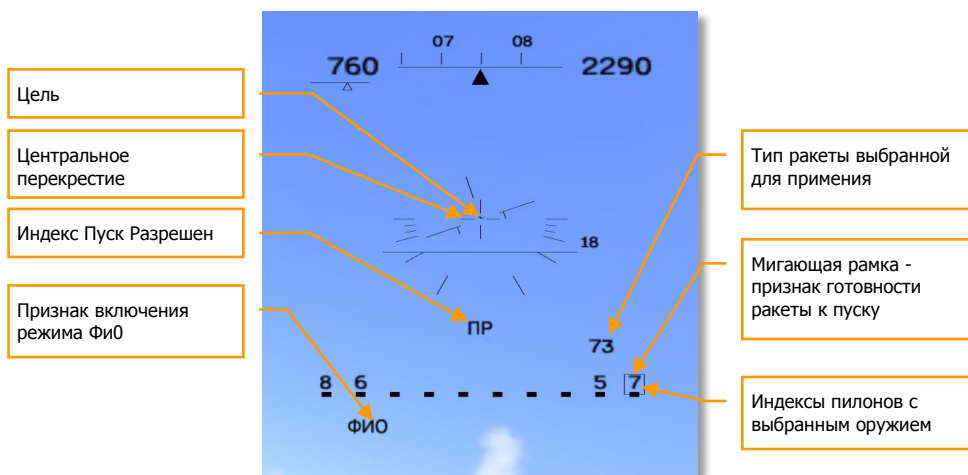 07 08
760 2290
Цель
Центральное
перекрестие
Индекс Пуск Разрешен
Признак включения
режима Фи0
18
ПР
73
8 6 5 7
ФИ0
Тип ракеты выбранной
для примения
Мигающая рамка -
признак готовности
ракеты к пуску
Индексы пилонов с
выбранным оружием